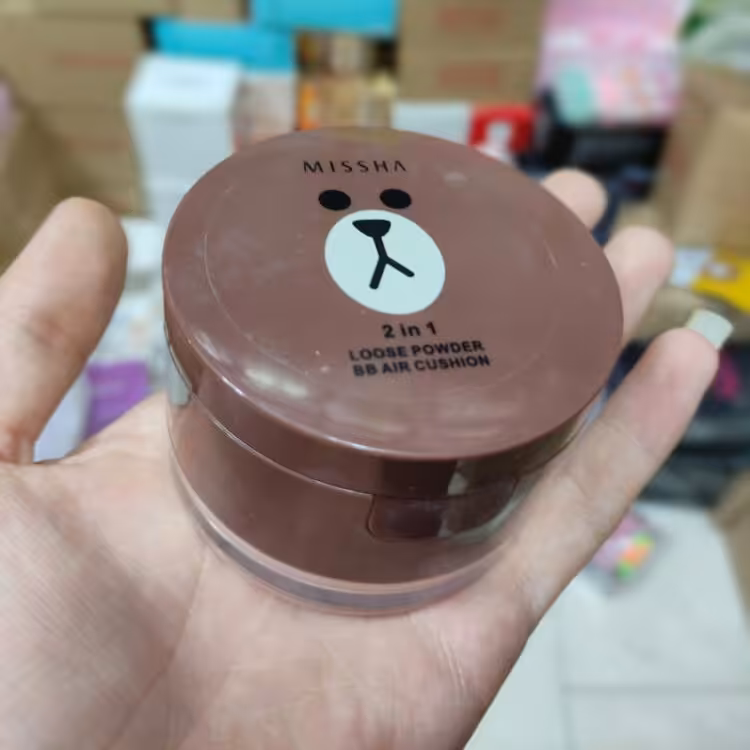 MISSHA
2 in 1
LOOSE POWDER
BB AIR CUSHION